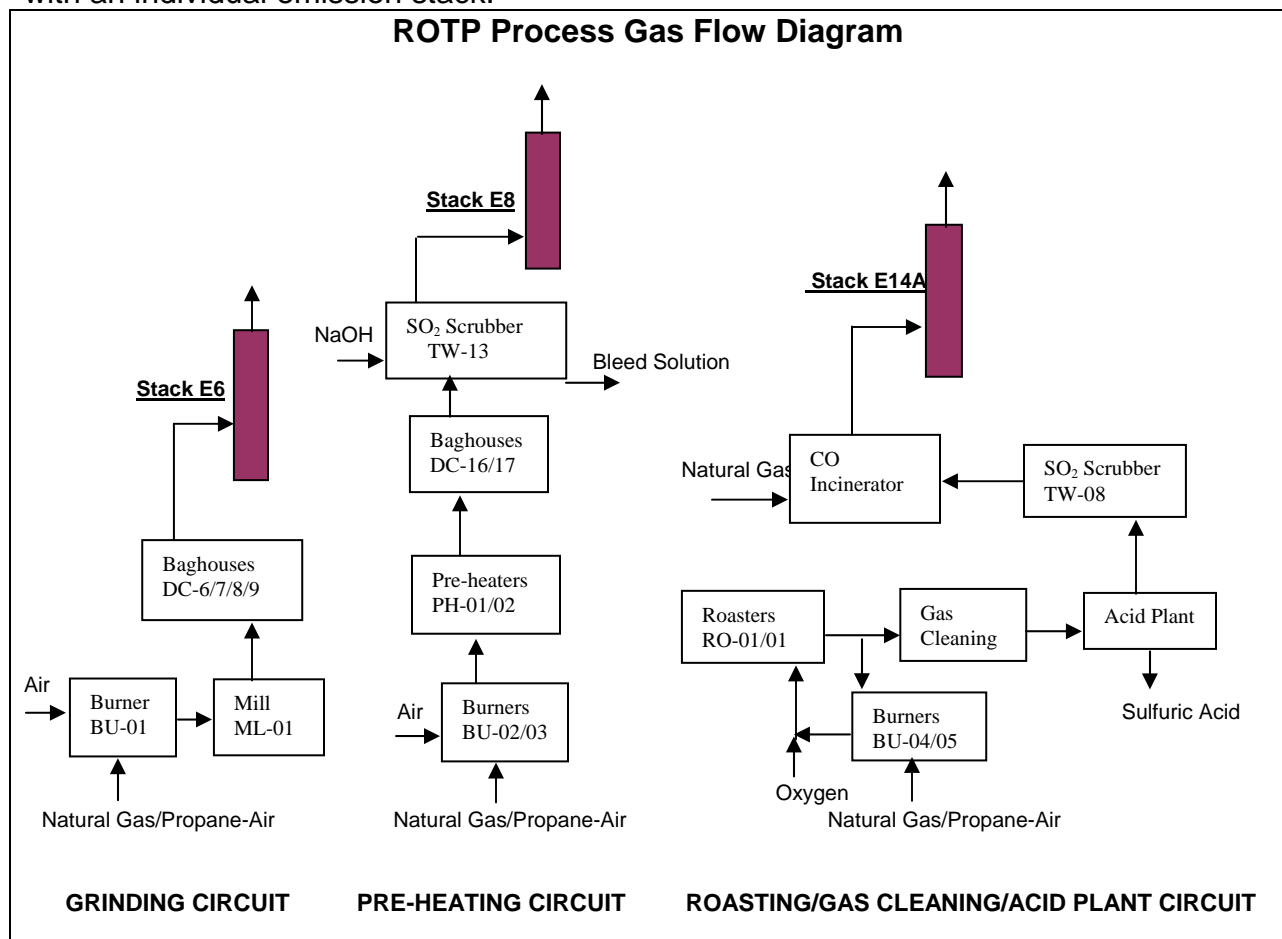 with an individual emission stack.
ROTP Process Gas Flow Diagram
Stack E8
Stack E14A
SO₂ Scrubber
TW-13
NaOH
Bleed Solution
Stack E6
Baghouses
DC-16/17
CO
Incinerator
Natural Gas
SO₂ Scrubber
TW-08
Baghouses
DC-6/7/8/9
Pre-heaters
PH-01/02
Roasters
RO-01/01
Gas
Cleaning
Acid Plant
Air
Burner
BU-01
Mill
ML-01
Air
Burners
BU-02/03
Burners
BU-04/05
Sulfuric Acid
Oxygen
Natural Gas/Propane-Air
Natural Gas/Propane-Air
Natural Gas/Propane-Air
GRINDING CIRCUIT
PRE-HEATING CIRCUIT
ROASTING/GAS CLEANING/ACID PLANT CIRCUIT